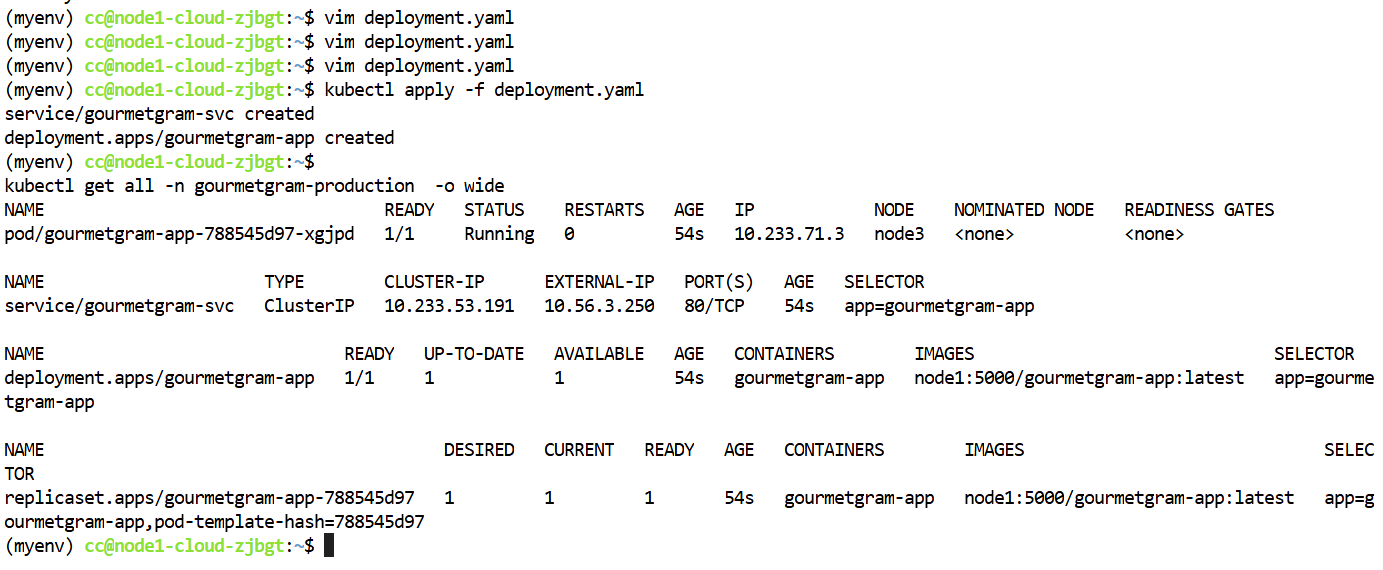 (myenv) cc@node1-cloud-zjbgt:~$ vim deployment.yaml
(myenv) cc@node1-cloud-zjbgt:~$ vim deployment.yaml
(myenv) cc@node1-cloud-zjbgt:~$ vim deployment.yaml
(myenv) cc@node1-cloud-zjbgt:~$ kubectl apply -f deployment.yaml
service/gourmetgram-svc created
deployment.apps/gourmetgram-app created
(myenv) cc@node1-cloud-zjbgt:~$
kubectl get all -n gourmetgram-production  -o wide
NAME                                  READY   STATUS    RESTARTS   AGE   IP            NODE    NOMINATED NODE   READINESS GATES
pod/gourmetgram-app-788545d97-xgjpd   1/1     Running   0          54s   10.233.71.3   node3   <none>           <none>

NAME                      TYPE        CLUSTER-IP      EXTERNAL-IP   PORT(S)   AGE   SELECTOR
service/gourmetgram-svc   ClusterIP   10.233.53.191   10.56.3.250   80/TCP    54s   app=gourmetgram-app

NAME                              READY   UP-TO-DATE   AVAILABLE   AGE   CONTAINERS        IMAGES                              SELECTOR
deployment.apps/gourmetgram-app   1/1     1            1           54s   gourmetgram-app   node1:5000/gourmetgram-app:latest   app=gourme
tgram-app

NAME                                        DESIRED   CURRENT   READY   AGE   CONTAINERS        IMAGES                              SELEC
TOR
replicaset.apps/gourmetgram-app-788545d97   1         1         1       54s   gourmetgram-app   node1:5000/gourmetgram-app:latest   app=g
ourmetgram-app,pod-template-hash=788545d97
(myenv) cc@node1-cloud-zjbgt:~$